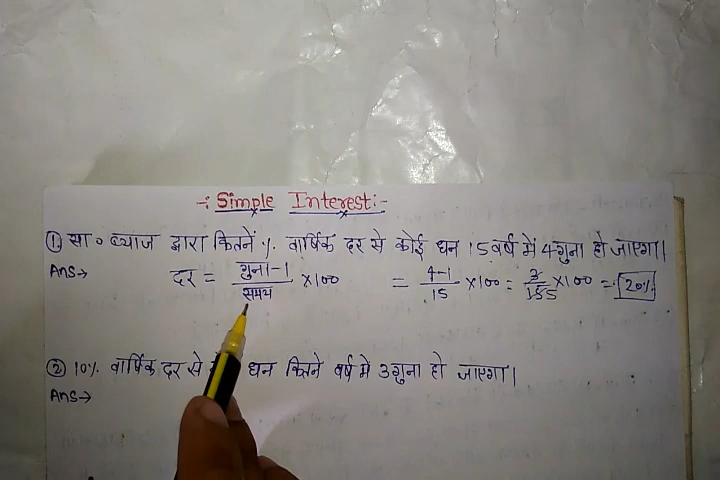 -: Simple Interest:-
① सा० ब्याज द्वारा कितनें % वार्षिक दर से कोई धन 15 वर्ष में 4 गुना हो जाएगा।
Ans→ दर = गुना-1/समय ×100 = 4-1/15 ×100 = 3/15 5 ×100 = 20%
② 10% वार्षिक दर से धन कितने वर्ष मे 3 गुना हो जाएगा।
Ans→